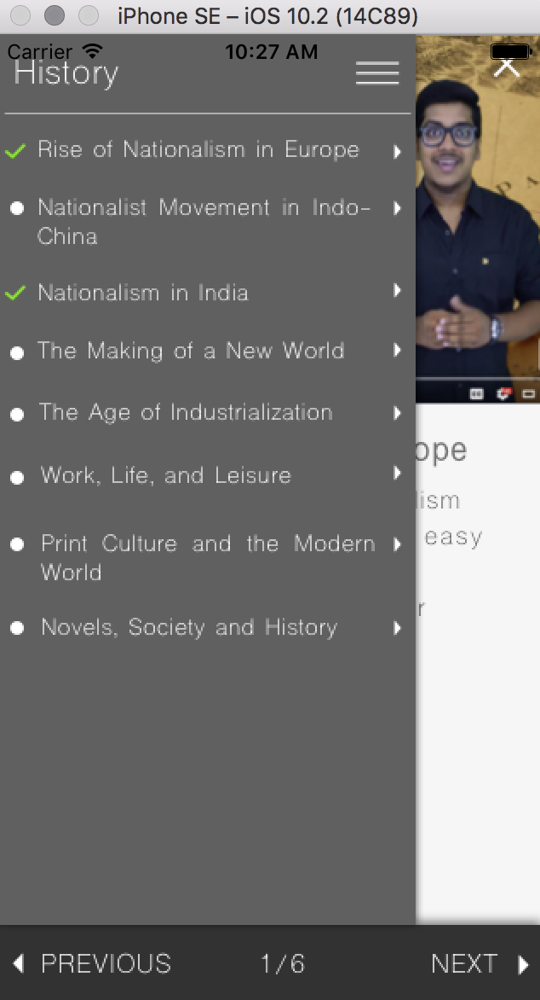 iPhone SE – iOS 10.2 (14C89)
Carrier 10:27 AM
History
Rise of Nationalism in Europe
Nationalist Movement in Indo-
China
Nationalism in India
The Making of a New World
The Age of Industrialization
Work, Life, and Leisure
Print Culture and the Modern
World
Novels, Society and History
ope
lism
easy
r
PREVIOUS 1/6 NEXT